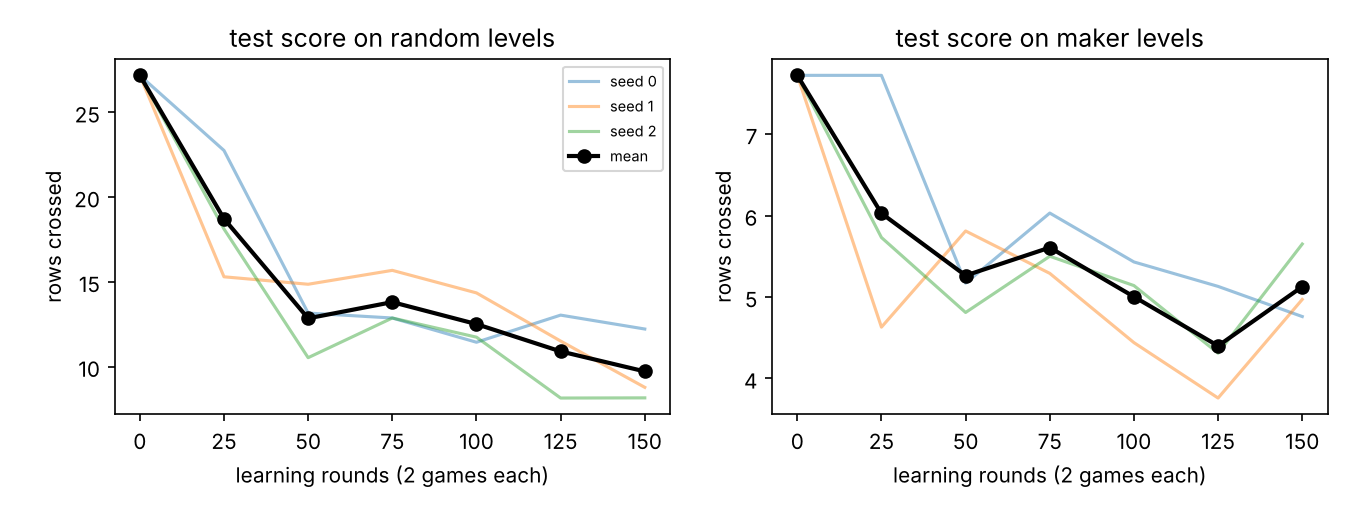 test score on random levels
rows crossed
25
20
15
10
seed 0
seed 1
seed 2
mean
0 25 50 75 100 125 150
learning rounds (2 games each)
test score on maker levels
rows crossed
7
6
5
4
0 25 50 75 100 125 150
learning rounds (2 games each)